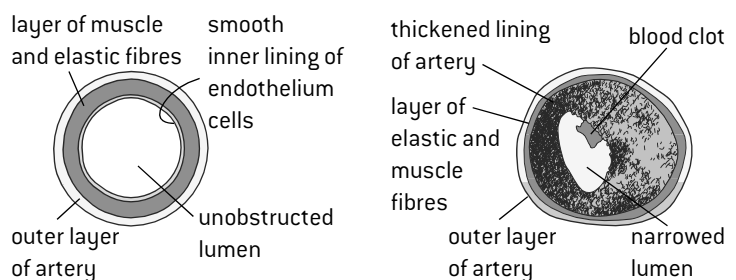 layer of muscle
and elastic fibres
smooth
inner lining of
endothelium
cells
unobstructed
lumen
outer layer
of artery
thickened lining
of artery
blood clot
layer of
elastic and
muscle
fibres
outer layer
of artery
narrowed
lumen